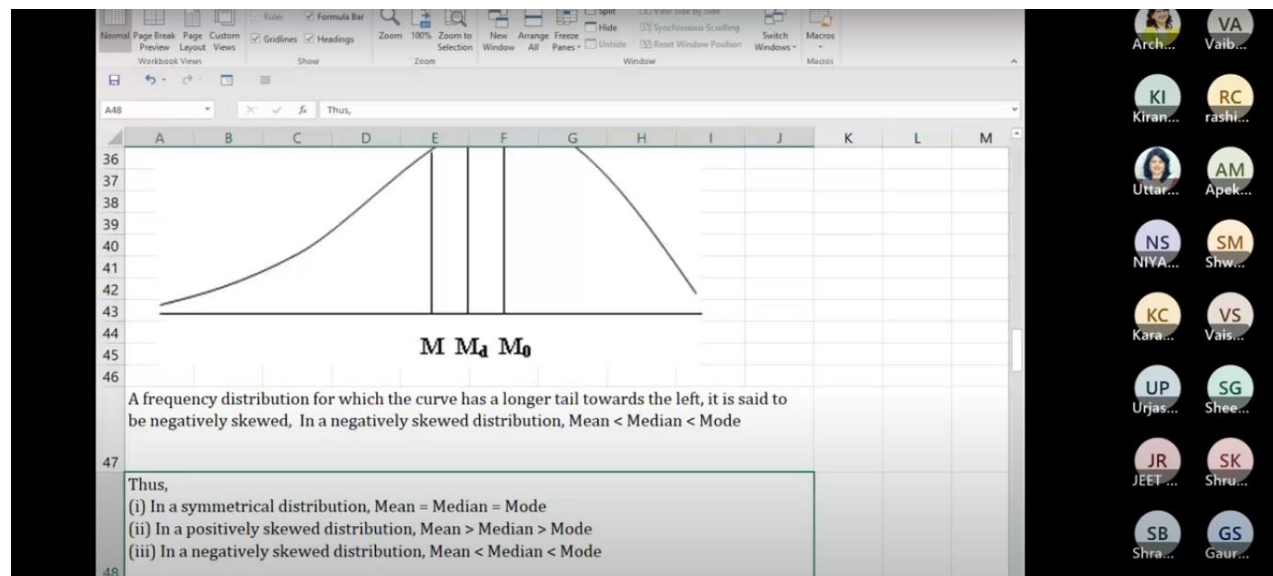 Ruler
Formula Bar
Split
View Side by Side
Hide
Synchronous Scrolling
Normal Page Break Page Custom
Gridlines
Headings
Zoom 100% Zoom to New Arrange Freeze
Unhide
Reset Window Position
Switch Macros
Preview Layout Views
Selection Window All Panes
Windows
Workbook Views
Show
Zoom
Window
Macros
A48
fx
Thus,
A B C D E F G H I J K L M
36
37
38
39
40
41
42
43
44
M Md M0
45
46
A frequency distribution for which the curve has a longer tail towards the left, it is said to
be negatively skewed, In a negatively skewed distribution, Mean < Median < Mode
47
Thus,
(i) In a symmetrical distribution, Mean = Median = Mode
(ii) In a positively skewed distribution, Mean > Median > Mode
(iii) In a negatively skewed distribution, Mean < Median < Mode
48
VA
Arch... Vaib...
KI RC
Kiran... rashi...
AM
Uttar... Apek...
NS SM
NIYA... Shw...
KC VS
Kara... Vais...
UP SG
Urjas... Shee...
JR SK
JEET ... Shru...
SB GS
Shra... Gaur...